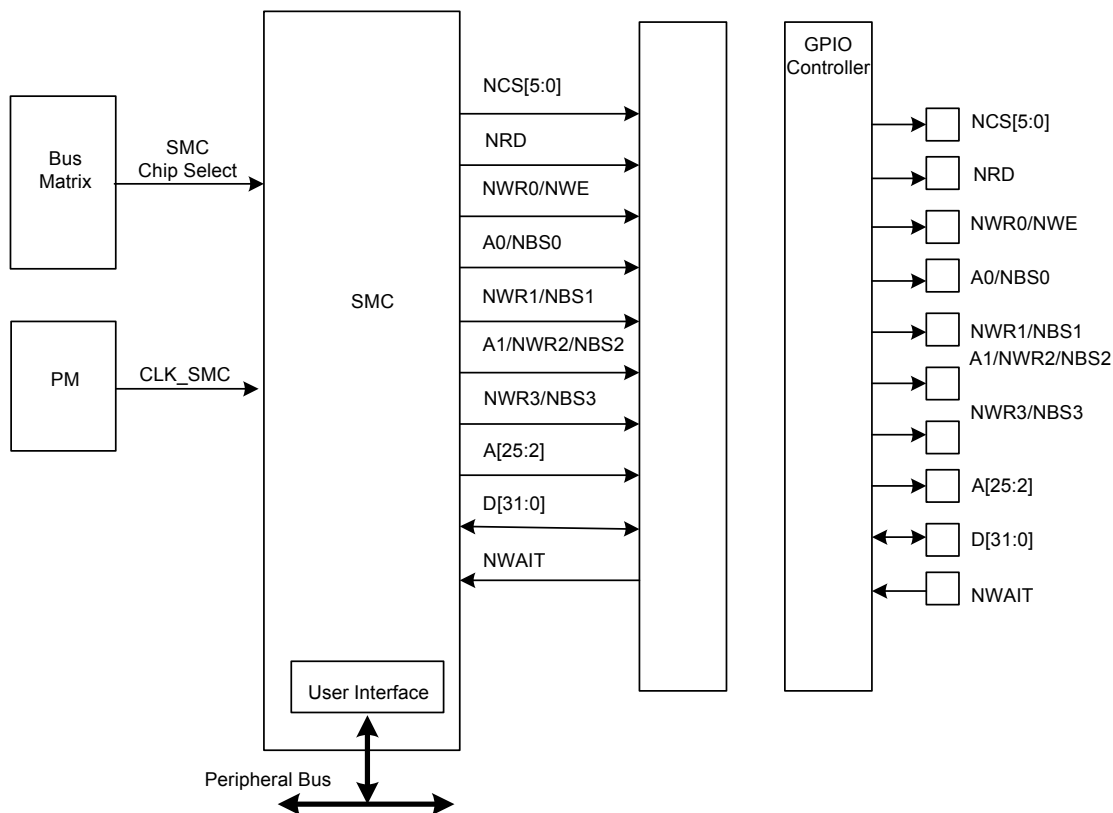 Bus
Matrix
SMC
Chip Select
PM
CLK_SMC
SMC
NCS[5:0]
NRD
NWR0/NWE
A0/NBS0
NWR1/NBS1
A1/NWR2/NBS2
NWR3/NBS3
A[25:2]
D[31:0]
NWAIT
User Interface
Peripheral Bus
GPIO
Controller
NCS[5:0]
NRD
NWR0/NWE
A0/NBS0
NWR1/NBS1
A1/NWR2/NBS2
NWR3/NBS3
A[25:2]
D[31:0]
NWAIT